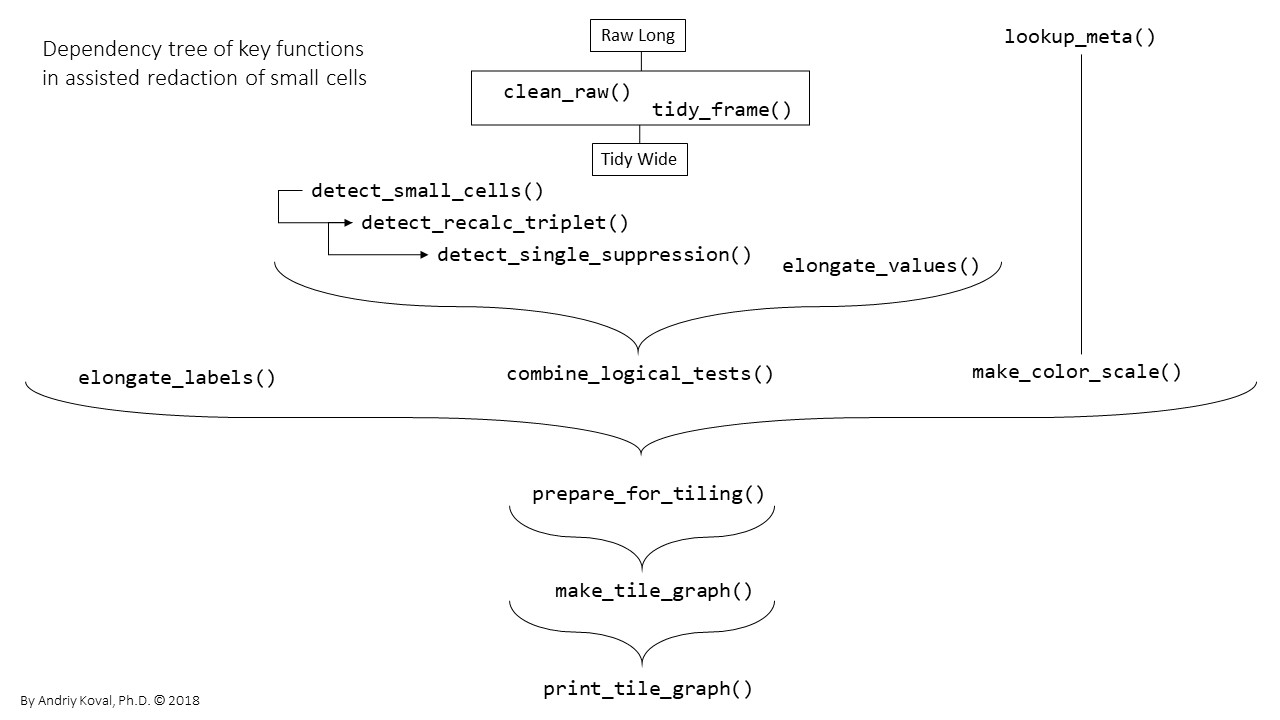 Dependency tree of key functions
in assisted redaction of small cells
Raw Long
lookup_meta()
clean_raw()
tidy_frame()
Tidy Wide
detect_small_cells()
detect_recalc_triplet()
detect_single_suppression()
elongate_values()
elongate_labels()
combine_logical_tests()
make_color_scale()
prepare_for_tiling()
make_tile_graph()
print_tile_graph()
By Andriy Koval, Ph.D. © 2018